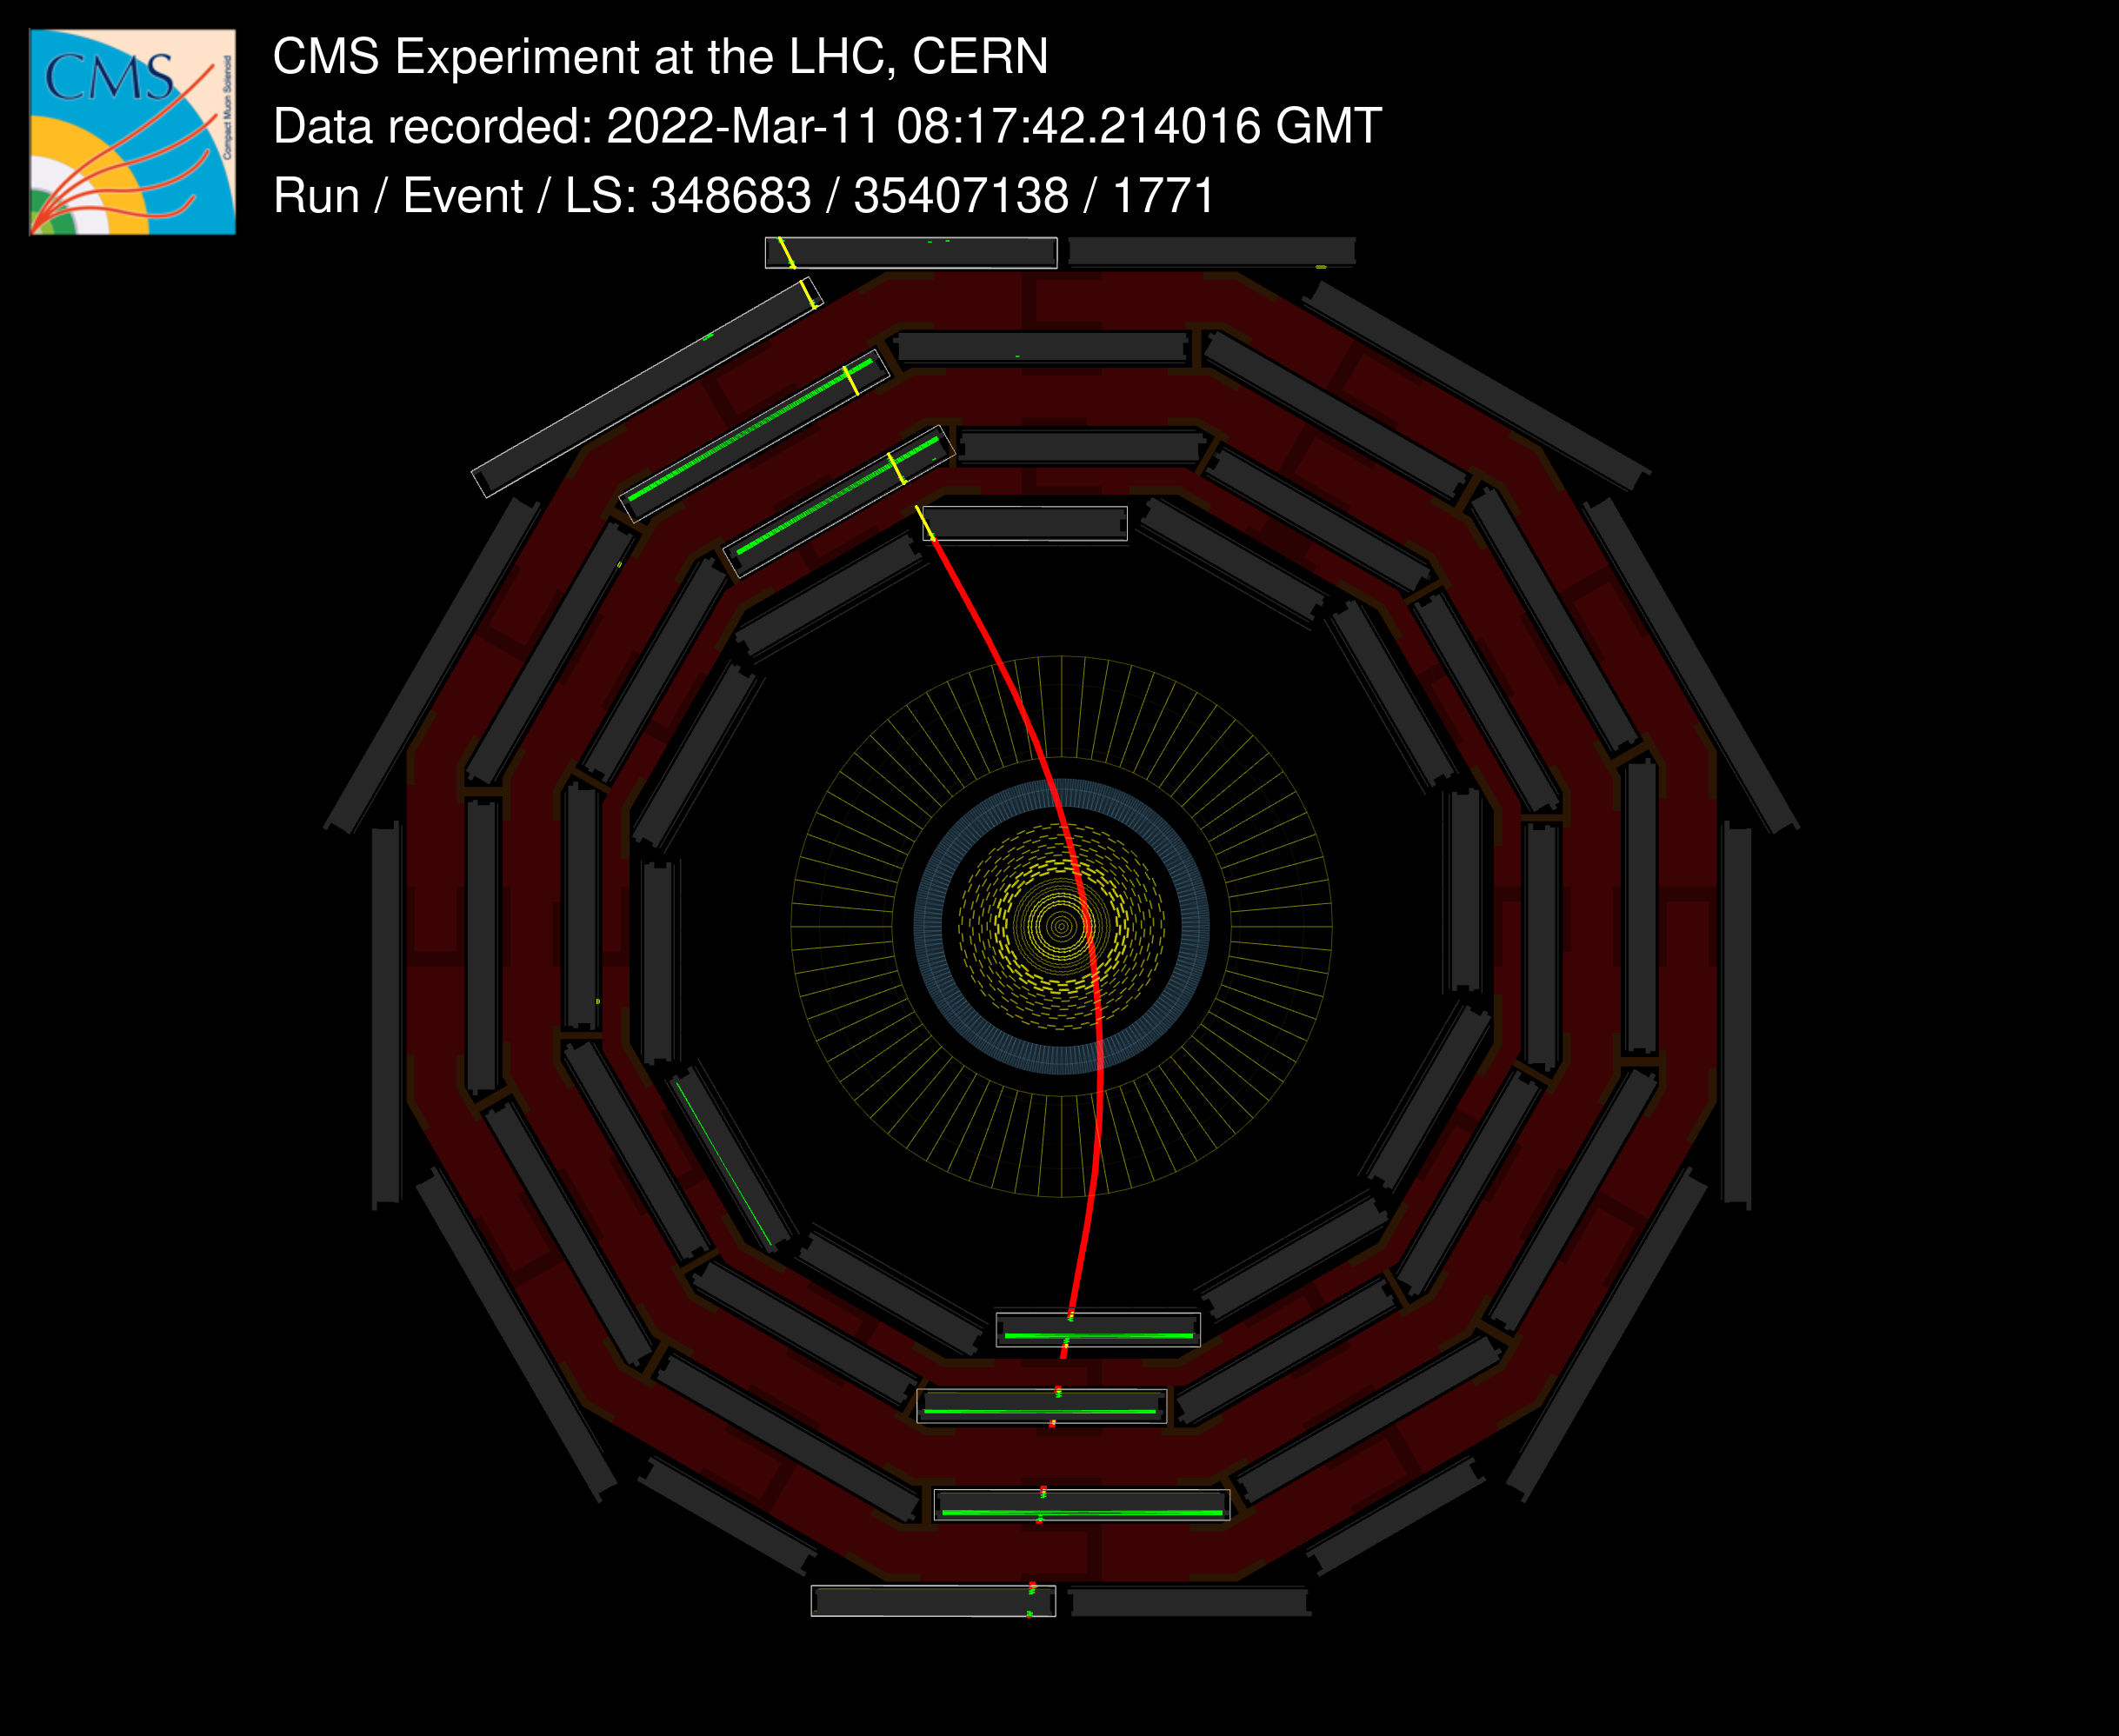 CMS
Compact Muon Solenoid
CMS Experiment at the LHC, CERN
Data recorded: 2022-Mar-11 08:17:42.214016 GMT
Run / Event / LS: 348683 / 35407138 / 1771